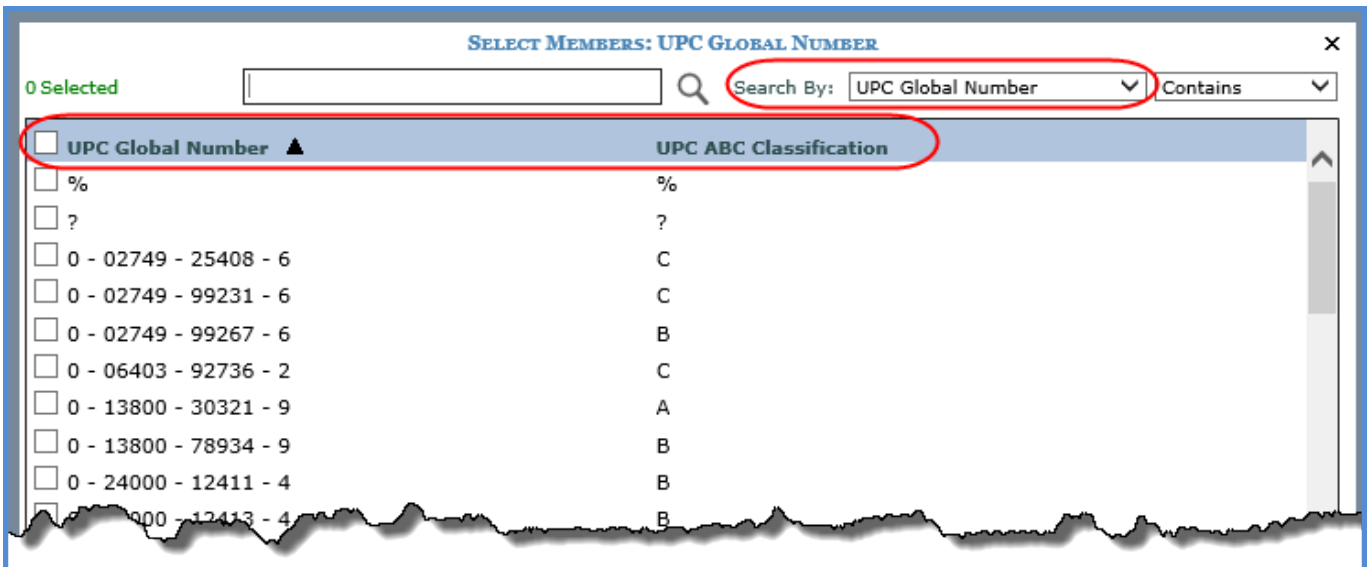 SELECT MEMBERS: UPC GLOBAL NUMBER ×
0 Selected Search By: UPC Global Number Contains
UPC Global Number ▲ UPC ABC Classification
% %
? ?
0 - 02749 - 25408 - 6 C
0 - 02749 - 99231 - 6 C
0 - 02749 - 99267 - 6 B
0 - 06403 - 92736 - 2 C
0 - 13800 - 30321 - 9 A
0 - 13800 - 78934 - 9 B
0 - 24000 - 12411 - 4 B
- 12413 - 4 B